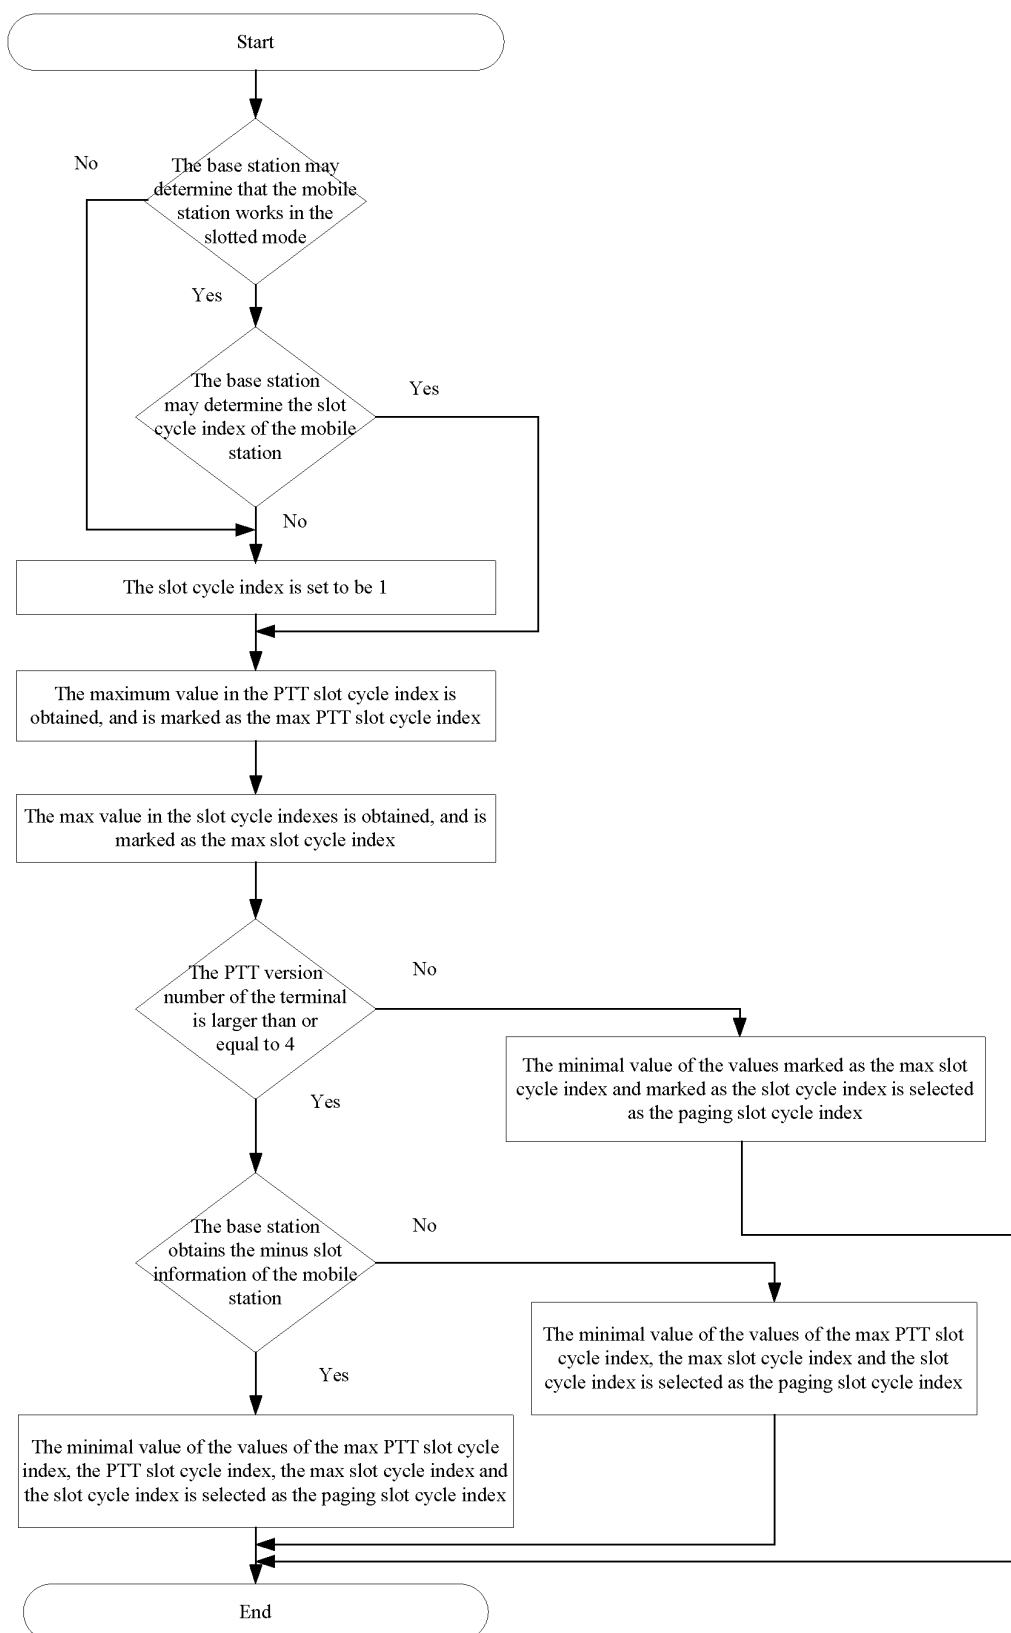 Start
No
The base station may
determine that the mobile
station works in the
slotted mode
Yes
The base station
may determine the slot
cycle index of the mobile
station
Yes
No
The slot cycle index is set to be 1
The maximum value in the PTT slot cycle index is
obtained, and is marked as the max PTT slot cycle index
The max value in the slot cycle indexes is obtained, and is
marked as the max slot cycle index
The PTT version
number of the terminal
is larger than or
equal to 4
No
The minimal value of the values marked as the max slot
cycle index and marked as the slot cycle index is selected
as the paging slot cycle index
Yes
The base station
obtains the minus slot
information of the mobile
station
No
The minimal value of the values of the max PTT slot
cycle index, the max slot cycle index and the slot
cycle index is selected as the paging slot cycle index
Yes
The minimal value of the values of the max PTT slot cycle
index, the PTT slot cycle index, the max slot cycle index and
the slot cycle index is selected as the paging slot cycle index
End